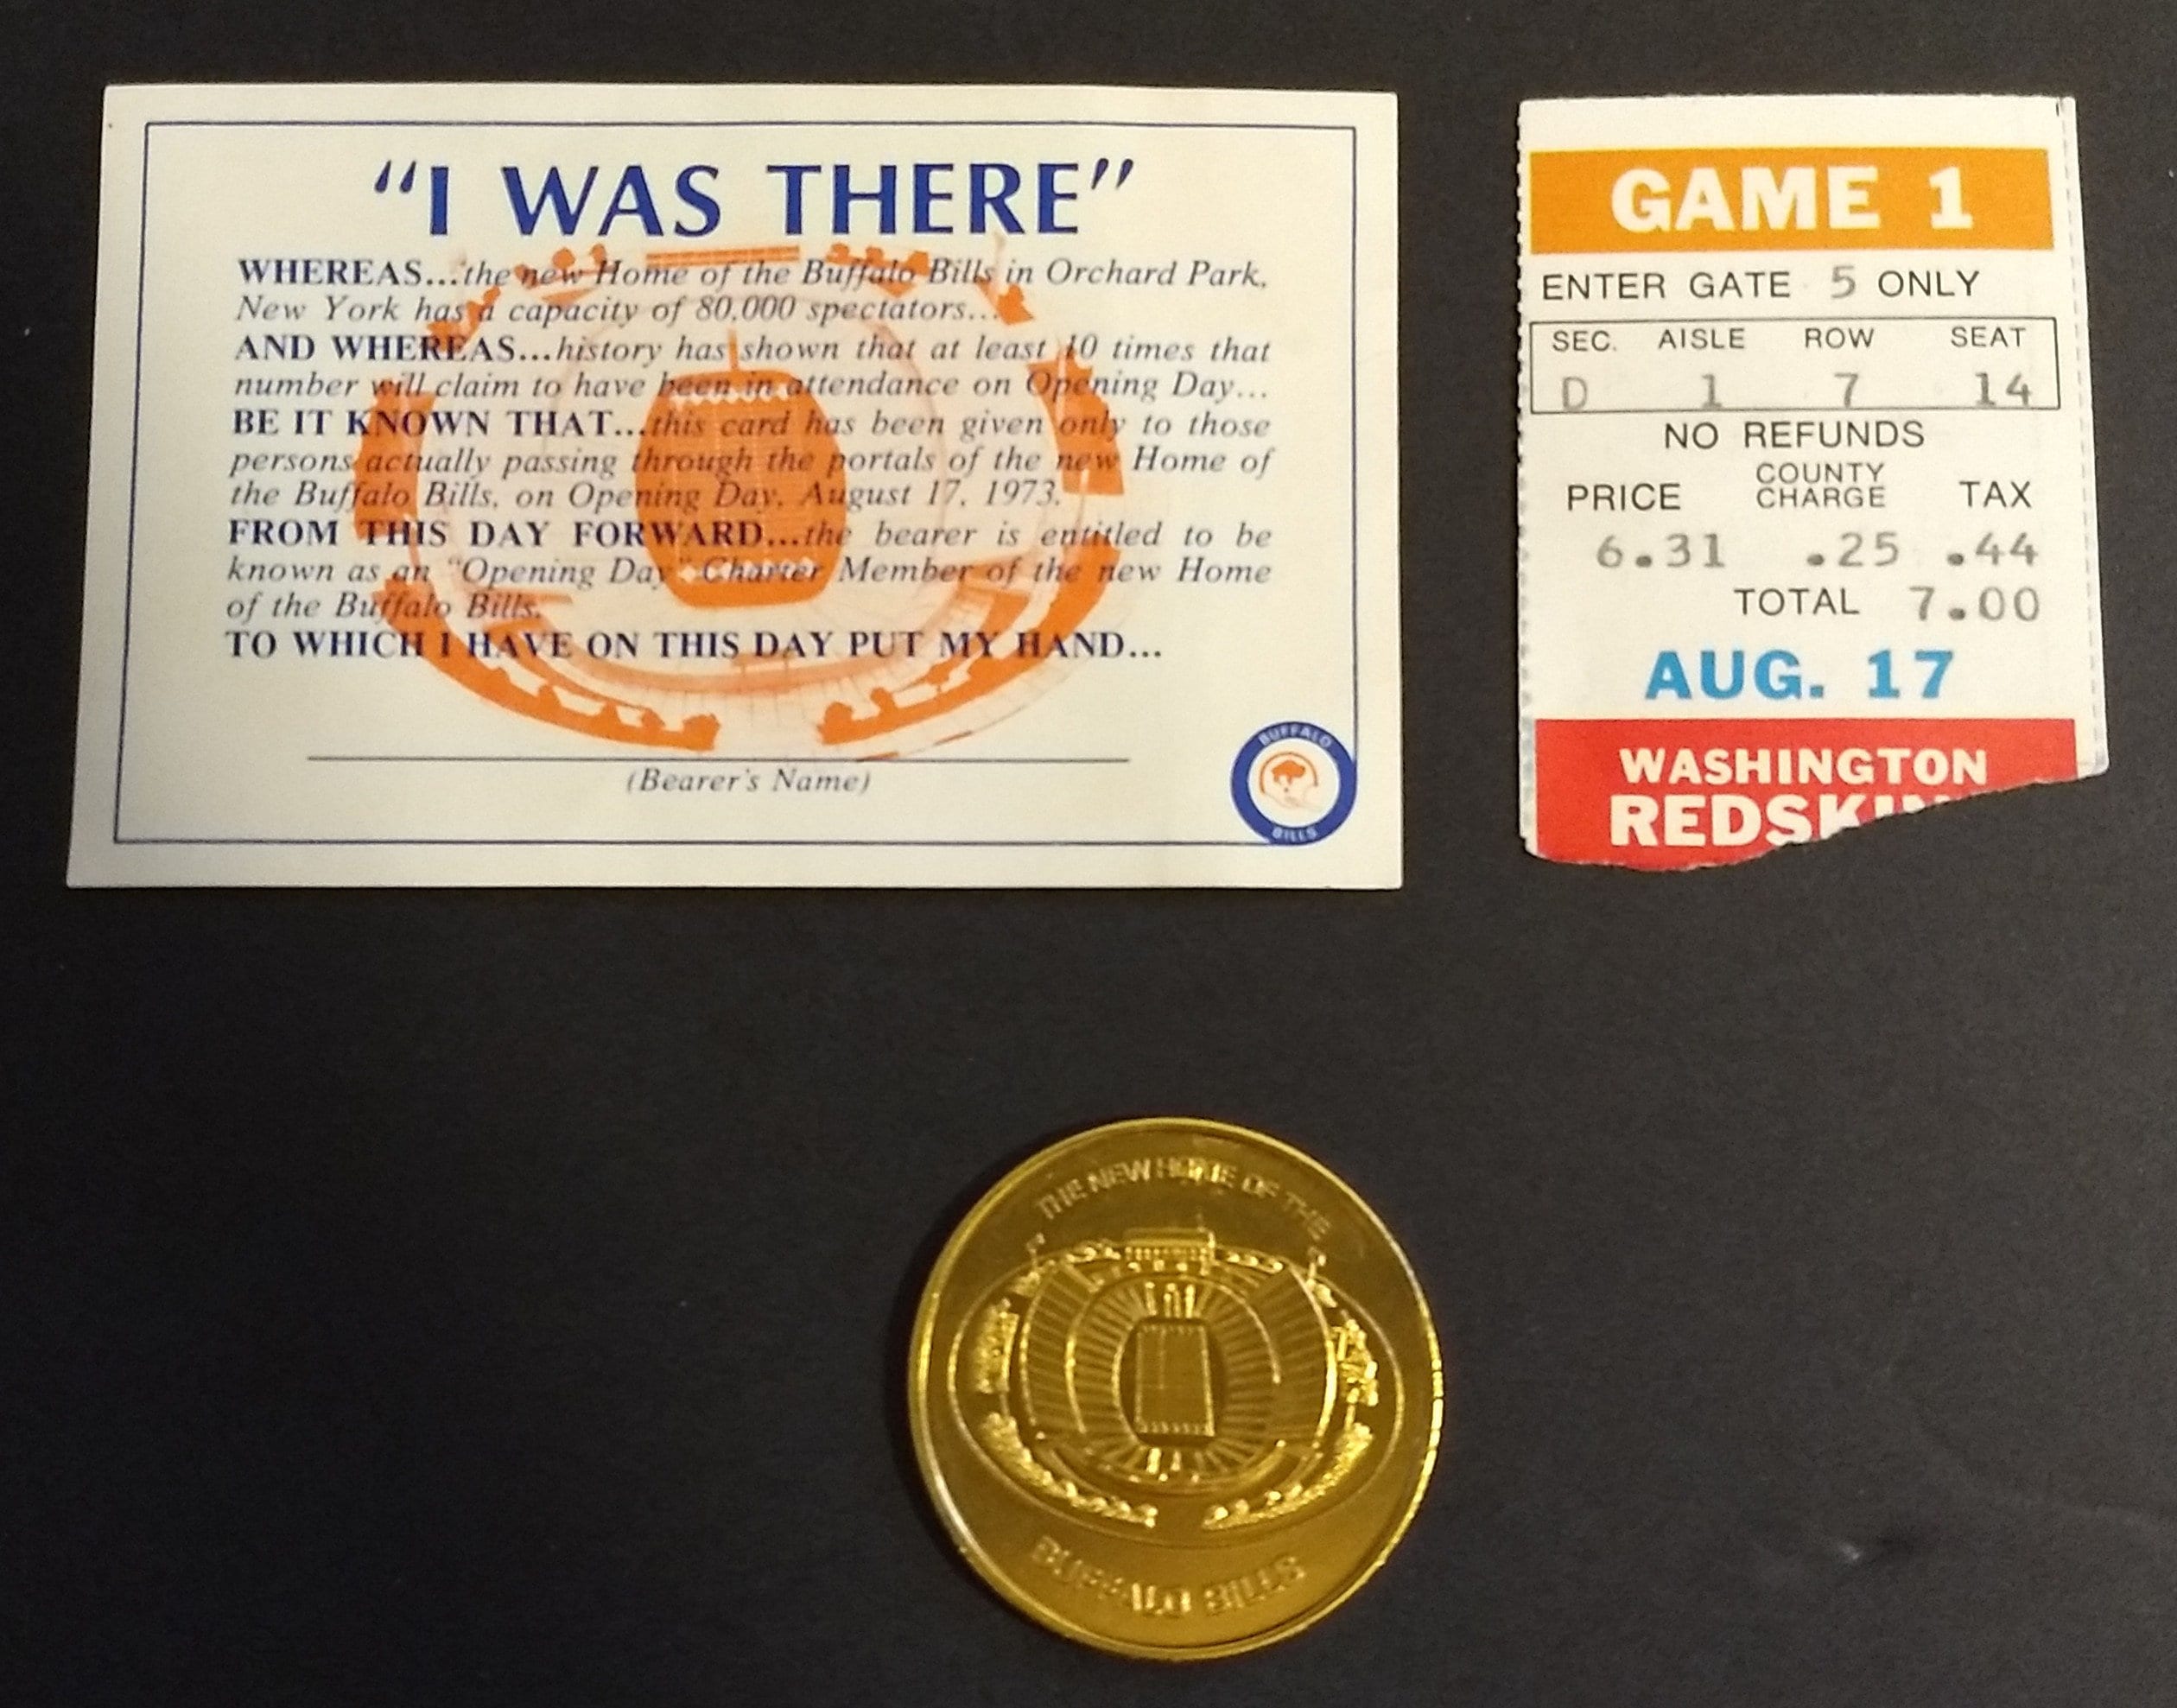 "I WAS THERE"
WHEREAS...the new Home of the Buffalo Bills in Orchard Park,
New York has a capacity of 80,000 spectators...
AND WHEREAS...history has shown that at least 10 times that
number will claim to have been in attendance on Opening Day...
BE IT KNOWN THAT...this card has been given only to those
persons actually passing through the portals of the new Home of
the Buffalo Bills, on Opening Day, August 17, 1973.
FROM THIS DAY FORWARD...the bearer is entitled to be
known as an "Opening Day" Charter Member of the new Home
of the Buffalo Bills.
TO WHICH I HAVE ON THIS DAY PUT MY HAND...
(Bearer's Name)
BUFFALO
BILLS
GAME 1
ENTER GATE 5 ONLY
SEC. AISLE ROW SEAT
D 1 7 14
NO REFUNDS
PRICE COUNTY CHARGE TAX
6.31 .25 .44
TOTAL 7.00
AUG. 17
WASHINGTON
REDSKIN
THE NEW HOME OF THE
BUFFALO BILLS